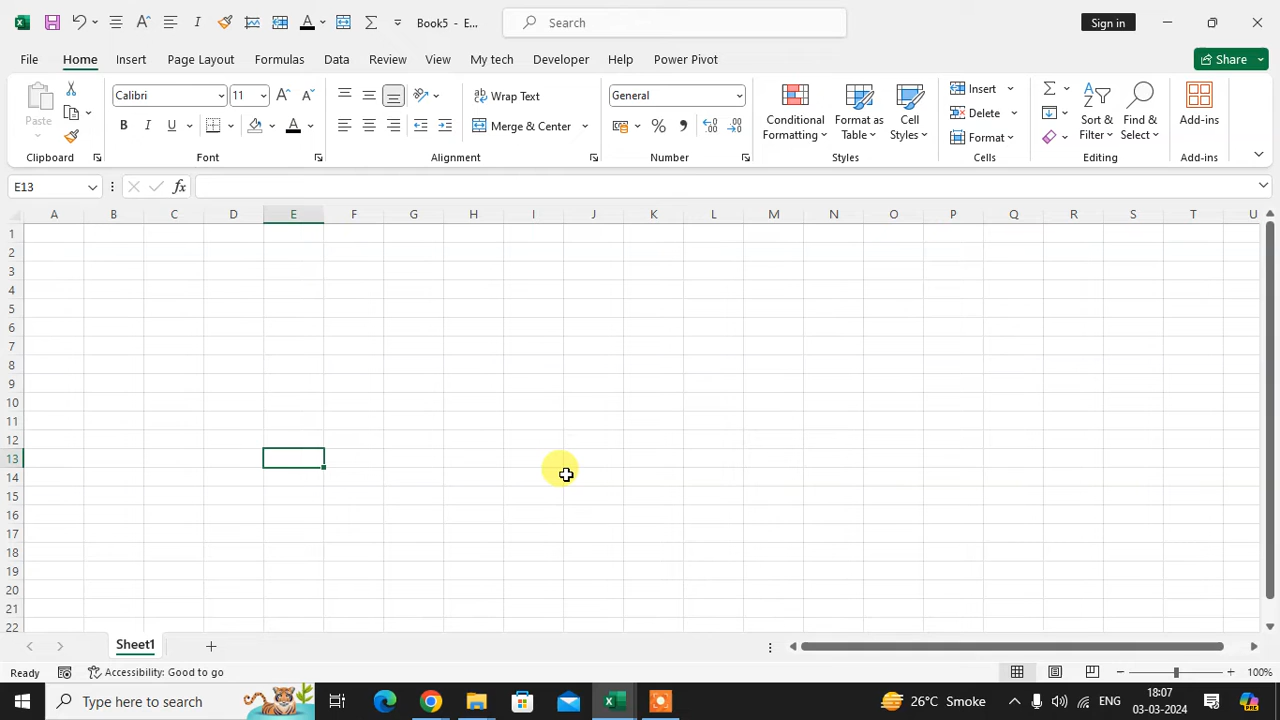 Book5 - E...
Search
Sign in
File Home Insert Page Layout Formulas Data Review View My tech Developer Help Power Pivot
Share
Paste
Clipboard
Calibri 11
B I U
Font
Wrap Text
Merge & Center
Alignment
General
%
Number
Conditional Formatting
Format as Table
Cell Styles
Styles
Insert
Delete
Format
Cells
Sort & Filter
Find & Select
Editing
Add-ins
Add-ins
E13
fx
A B C D E F G H I J K L M N O P Q R S T U
1
2
3
4
5
6
7
8
9
10
11
12
13
14
15
16
17
18
19
20
21
22
Sheet1
Ready
Accessibility: Good to go
100%
Type here to search
26°C Smoke
ENG
18:07
03-03-2024